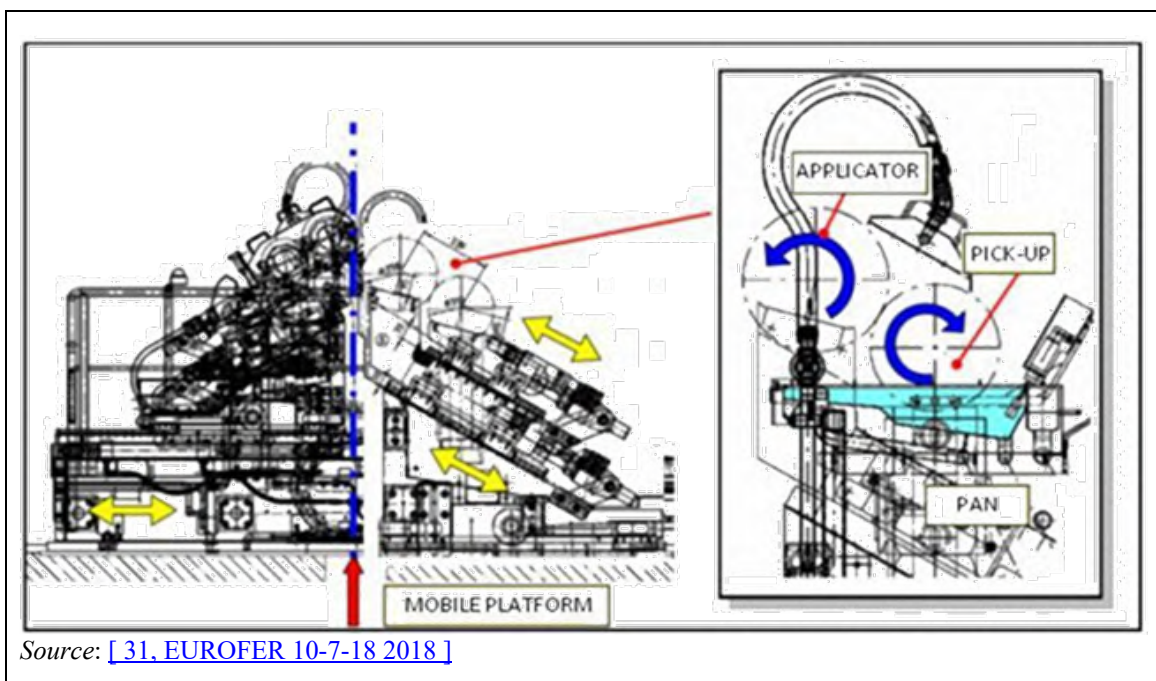 APPLICATOR
PICK-UP
PAN
MOBILE PLATFORM
Source: [ 31, EUROFER 10-7-18 2018 ]